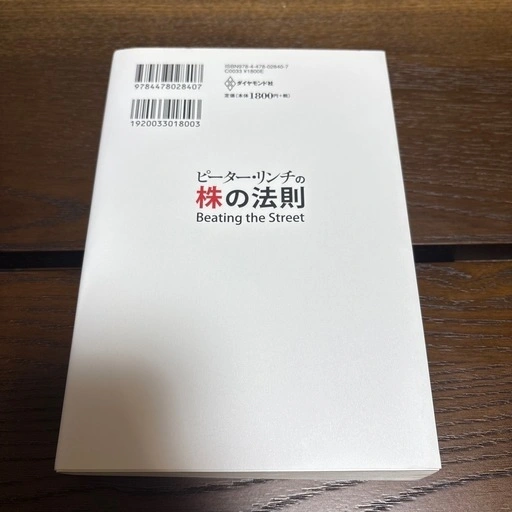 9784478028407
1920033018003
ISBN978-4-478-02840-7
C0033 ¥1800E
ダイヤモンド社
定価[本体1800円+税]
ピーター・リンチの
株の法則
Beating the Street